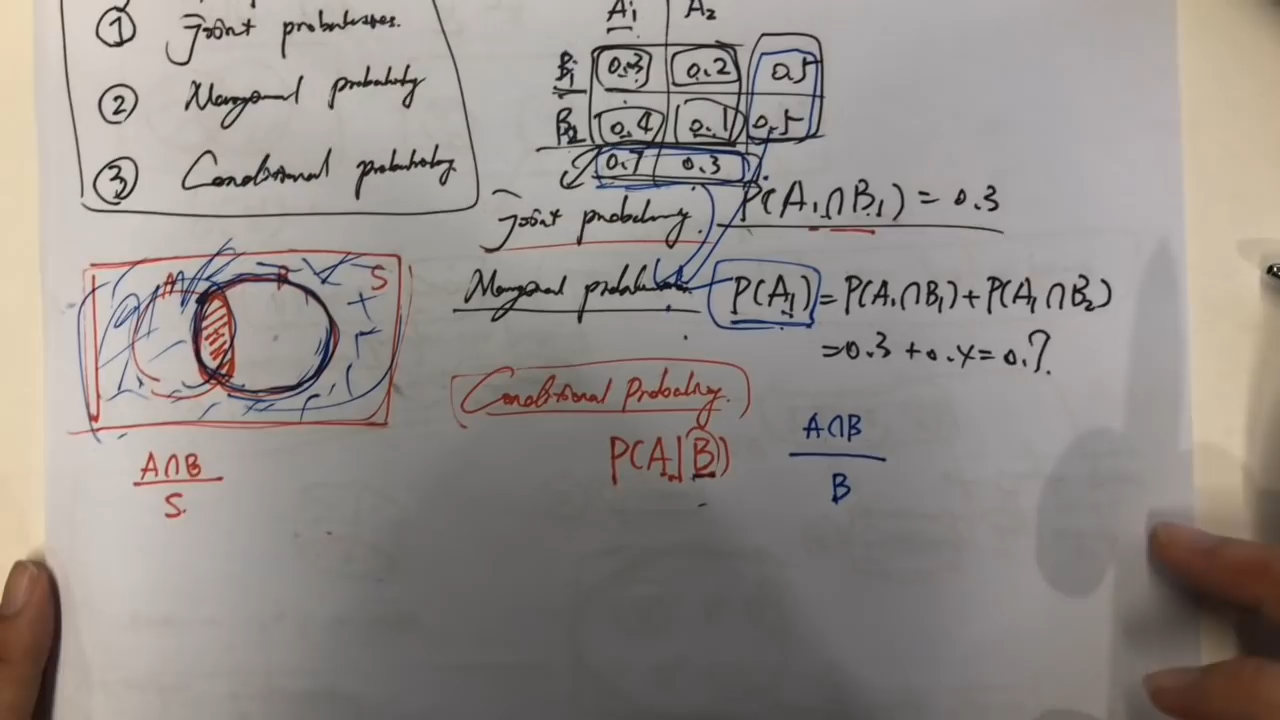 ① Joint probabilities.
② Marginal probability
③ Conditional probability.
A1 A2
B1 0.3 0.2 0.5
B2 0.4 0.1 0.5
0.7 0.3
Joint probability. P(A1∩B1) = 0.3
Marginal probabilities P(A1) = P(A1∩B1) + P(A1∩B2)
= 0.3 + 0.4 = 0.7.
A B S
Conditional Probability.
P(A|B)
A∩B
B
A∩B
S.